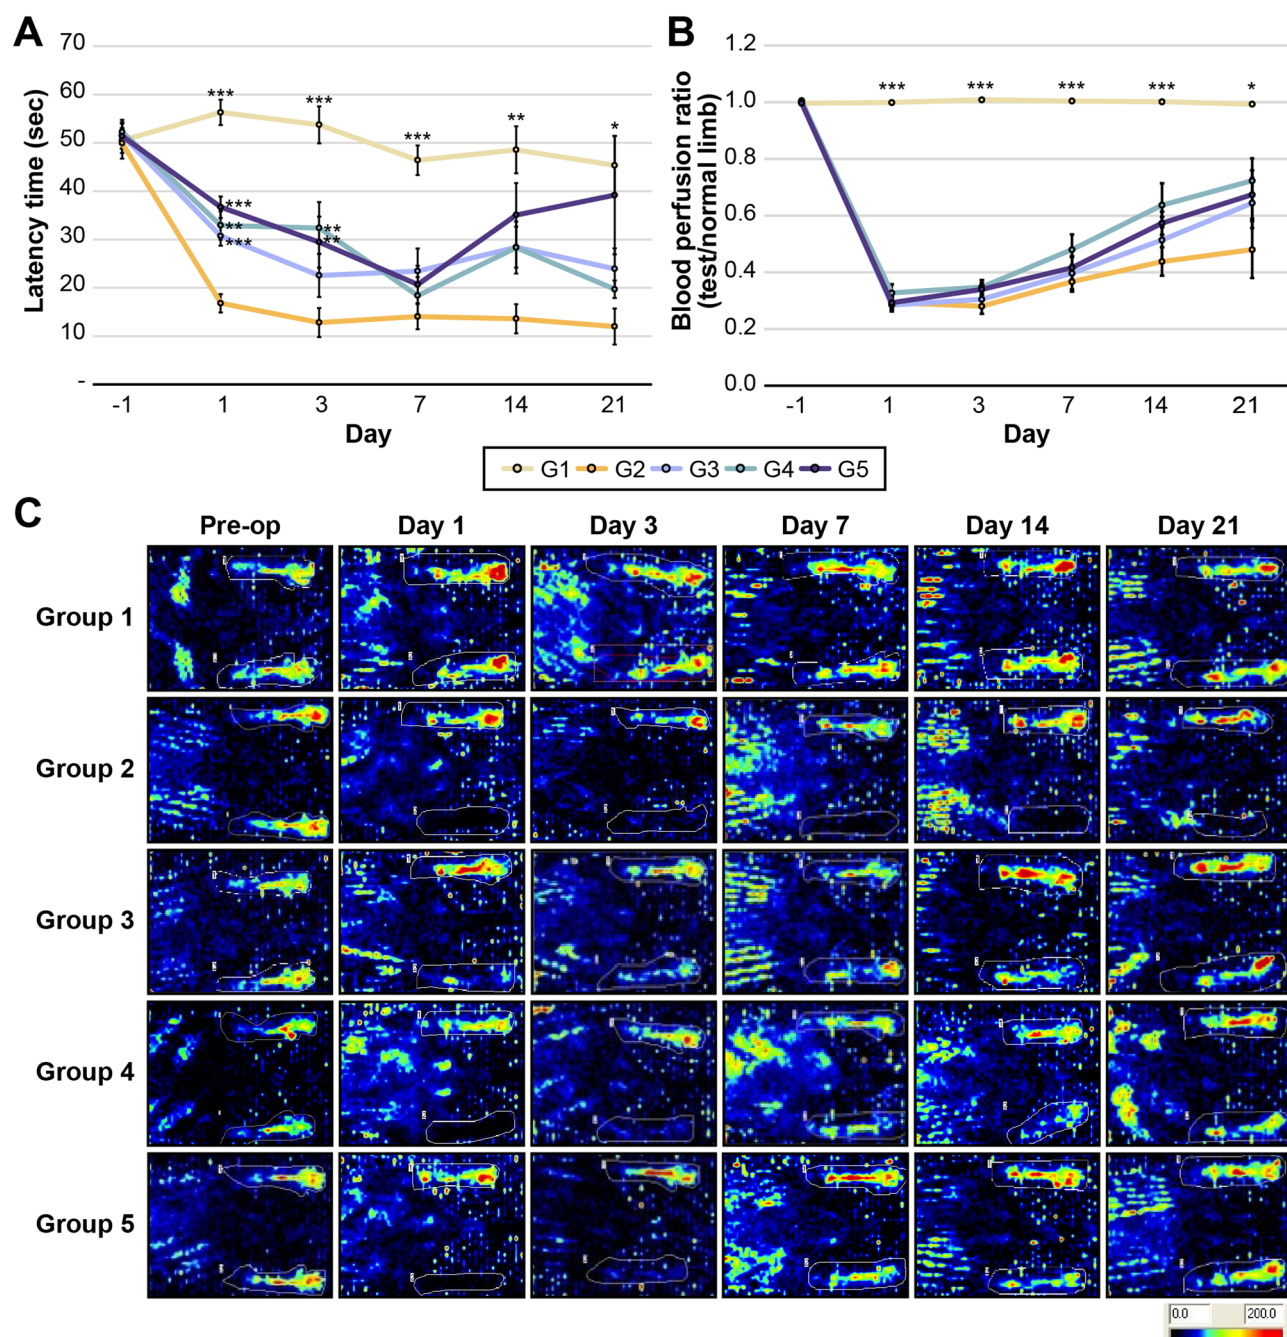 A
B
Latency time (sec)
70
60
50
40
30
20
10
-
*** *** *** ** *
***
**
***
**
**
-1 1 3 7 14 21
Day
Blood perfusion ratio
(test/normal limb)
1.2
1.0
0.8
0.6
0.4
0.2
0.0
*** *** *** *** *
-1 1 3 7 14 21
Day
G1 G2 G3 G4 G5
C
Pre-op Day 1 Day 3 Day 7 Day 14 Day 21
Group 1
Group 2
Group 3
Group 4
Group 5
0.0 200.0